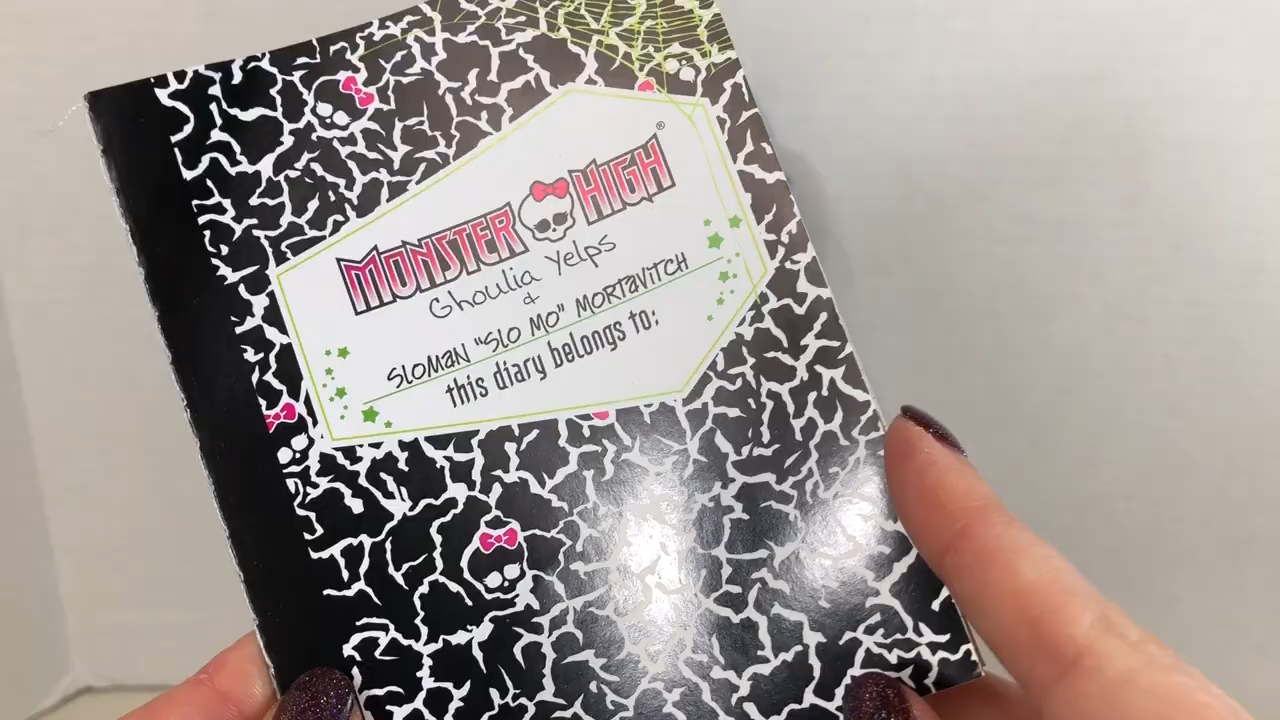 MONSTER HIGH®
Ghoulia Yelps
&
SLOMAN "SLO MO" MORTAVITCH
this diary belongs to: